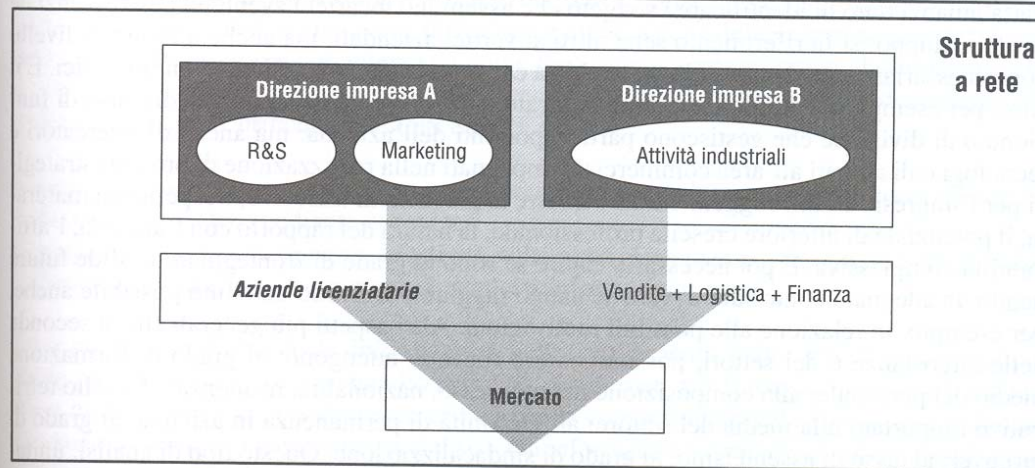 Struttura
a rete
Direzione impresa A
Direzione impresa B
R&S
Marketing
Attività industriali
Aziende licenziatarie
Vendite + Logistica + Finanza
Mercato